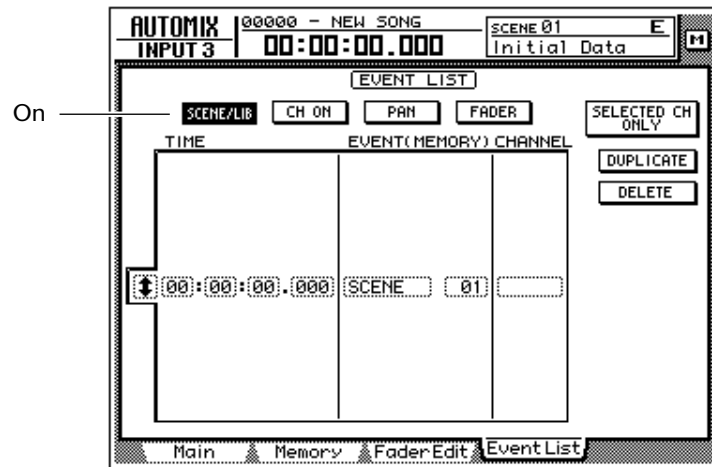 AUTOMIX
INPUT 3
00000 - NEW SONG
00:00:00.000
SCENE 01 E
Initial Data
M
EVENT LIST
On
SCENE/LIB CH ON PAN FADER
SELECTED CH ONLY
TIME EVENT(MEMORY) CHANNEL
DUPLICATE
DELETE
00:00:00.000 SCENE 01
Main Memory Fader Edit Event List